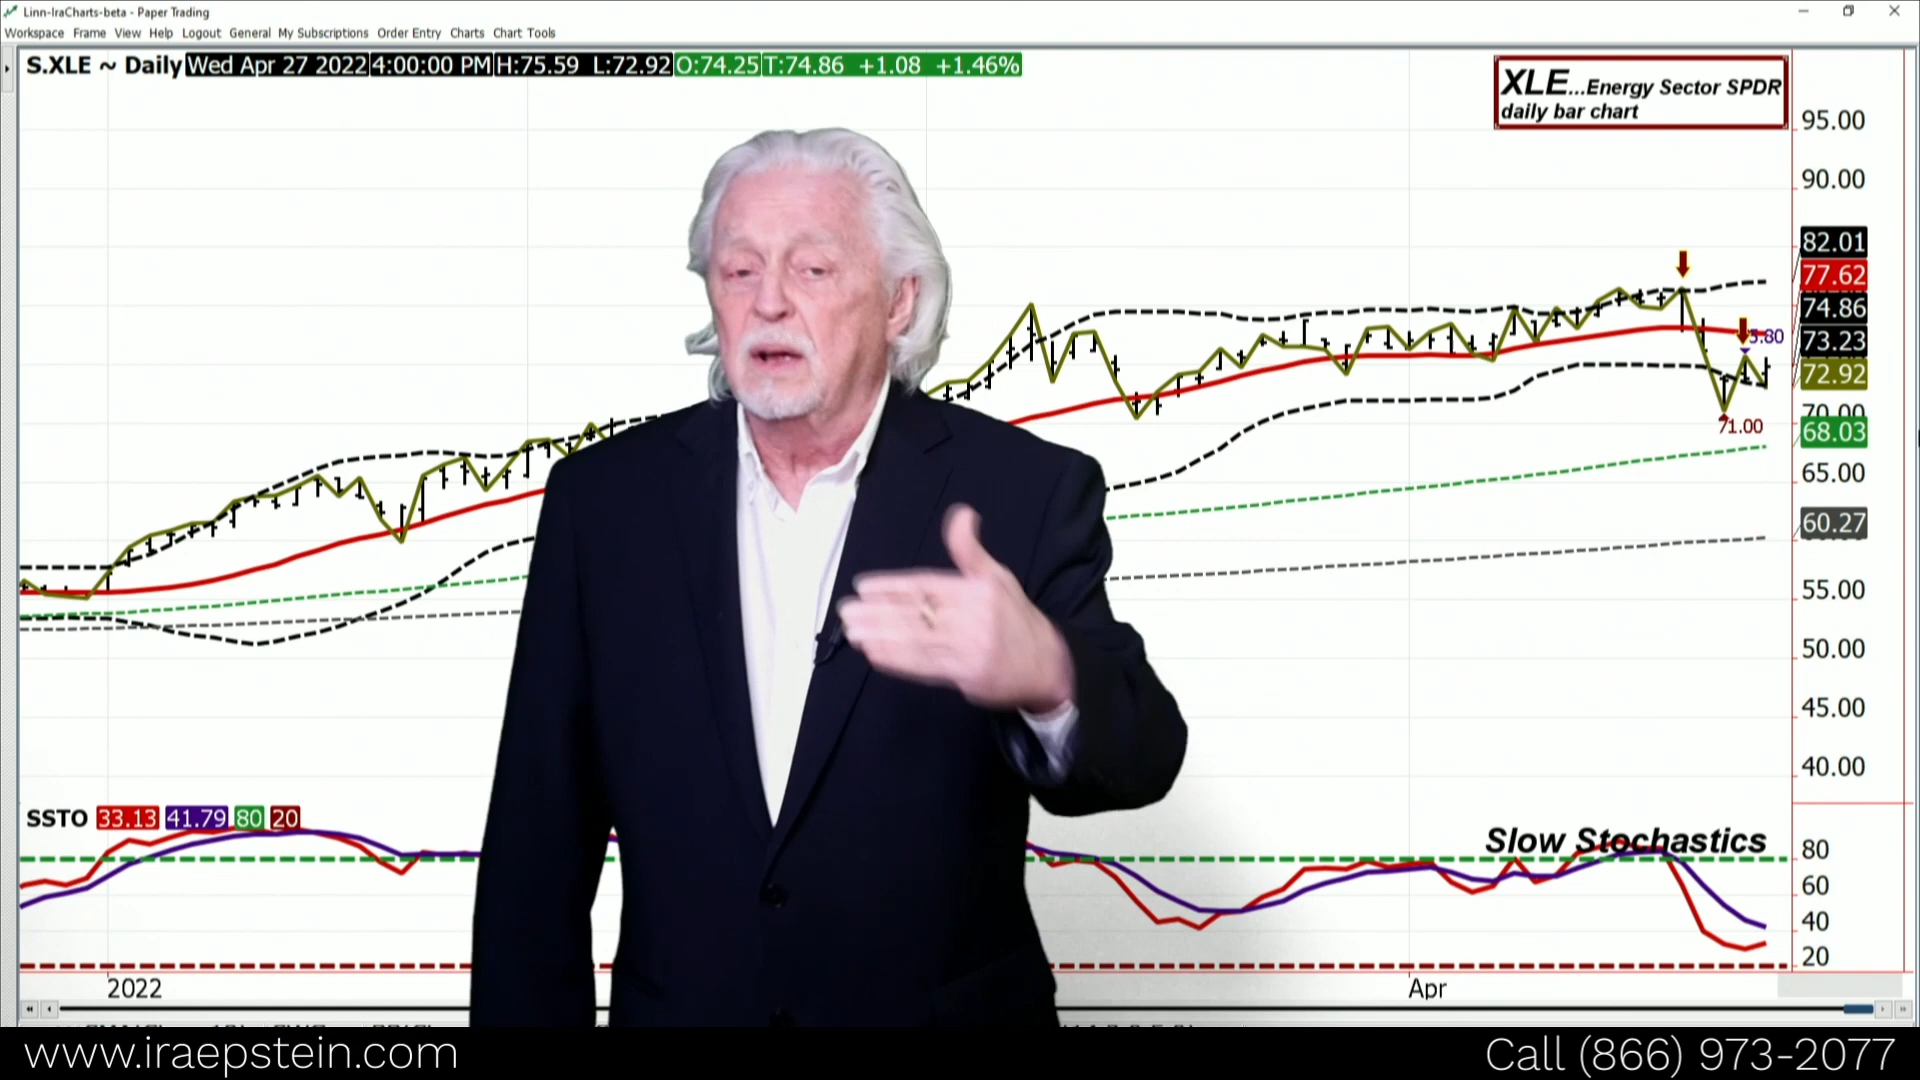 Linn-IraCharts-beta - Paper Trading
Workspace Frame View Help Logout General My Subscriptions Order Entry Charts Chart Tools
S.XLE ~ Daily Wed Apr 27 2022 4:00:00 PM H:75.59 L:72.92 O:74.25 T:74.86 +1.08 +1.46%
XLE...Energy Sector SPDR
daily bar chart
95.00
90.00
82.01
77.62
74.86
73.23
5.80
72.92
70.00
71.00
68.03
65.00
60.27
55.00
50.00
45.00
40.00
SSTO 33.13 41.79 80 20
Slow Stochastics
80
60
40
20
2022
Apr
www.iraepstein.com
Call (866) 973-2077